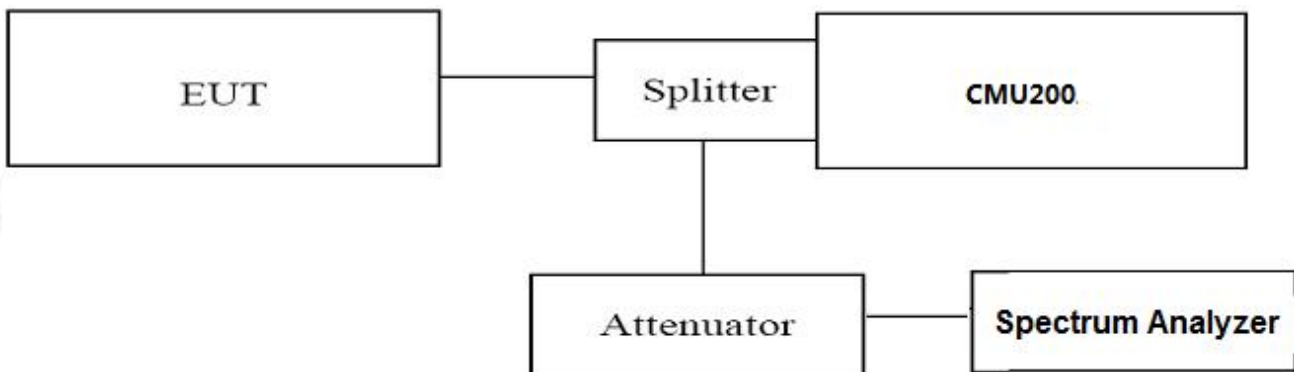 EUT
Splitter
CMU200.
Attenuator
Spectrum Analyzer